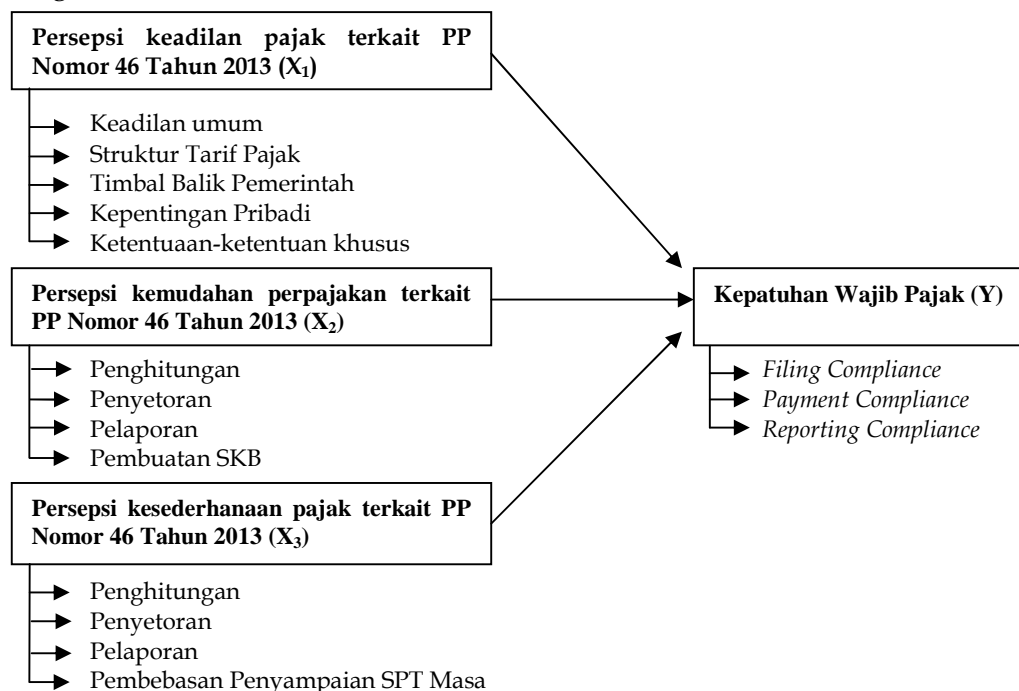 Persepsi keadilan pajak terkait PP
Nomor 46 Tahun 2013 (X₁)
Keadilan umum
Struktur Tarif Pajak
Timbal Balik Pemerintah
Kepentingan Pribadi
Ketentuaan-ketentuan khusus
Persepsi kemudahan perpajakan terkait
PP Nomor 46 Tahun 2013 (X₂)
Penghitungan
Penyetoran
Pelaporan
Pembuatan SKB
Persepsi kesederhanaan pajak terkait PP
Nomor 46 Tahun 2013 (X₃)
Penghitungan
Penyetoran
Pelaporan
Pembebasan Penyampaian SPT Masa
Kepatuhan Wajib Pajak (Y)
Filing Compliance
Payment Compliance
Reporting Compliance